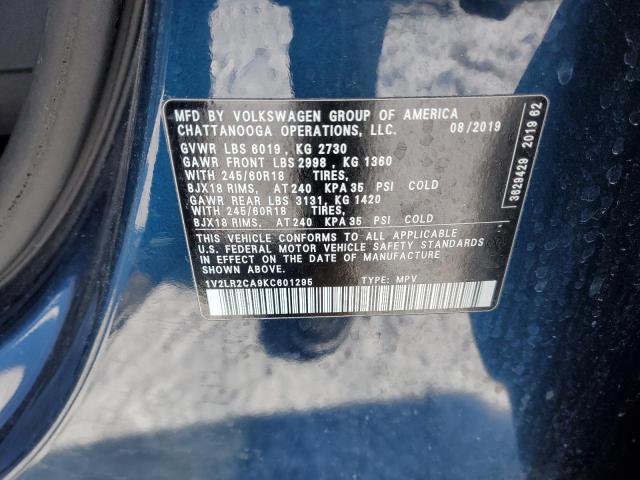 MFD BY VOLKSWAGEN GROUP OF AMERICA
CHATTANOOGA OPERATIONS, LLC. 08/2019
GVWR LBS 6019, KG 2730
GAWR FRONT LBS 2998, KG 1360
WITH 245/60R18 TIRES,
8JX18 RIMS, AT 240 KPA 35 PSI COLD
GAWR REAR LBS 3131, KG 1420
WITH 245/60R18 TIRES,
8JX18 RIMS, AT 240 KPA 35 PSI COLD
THIS VEHICLE CONFORMS TO ALL APPLICABLE
U.S. FEDERAL MOTOR VEHICLE SAFETY STANDARDS
IN EFFECT ON THE DATE OF MANUFACTURE
SHOWN ABOVE.
1V2LR2CA9KC601295 TYPE: MPV
3629429 2019 62